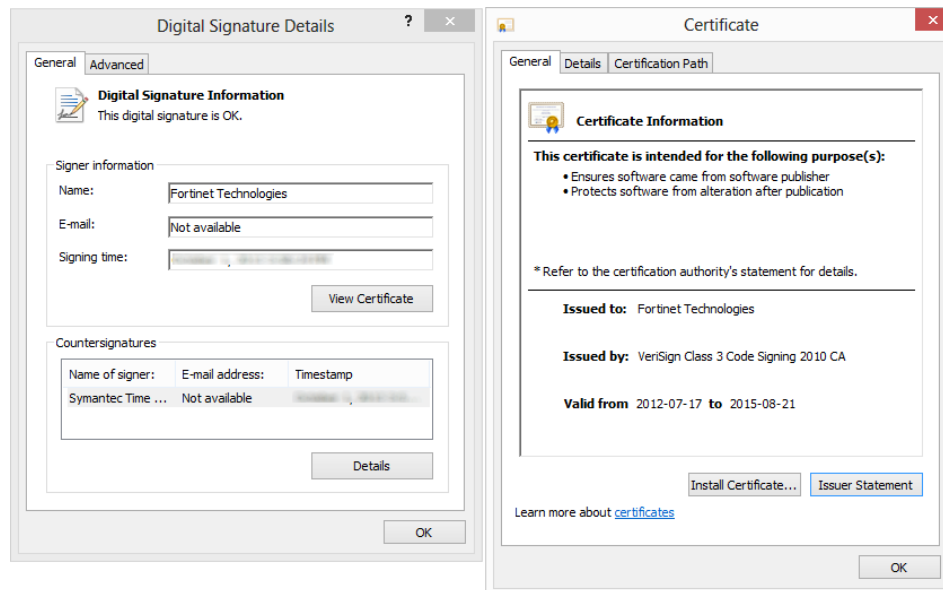 Digital Signature Details
?
General
Advanced
Digital Signature Information
This digital signature is OK.
Signer information
Name:
Fortinet Technologies
E-mail:
Not available
Signing time:
View Certificate
Countersignatures
Name of signer: E-mail address: Timestamp
Symantec Time ... Not available
Details
OK
Certificate
General
Details
Certification Path
Certificate Information
This certificate is intended for the following purpose(s):
• Ensures software came from software publisher
• Protects software from alteration after publication
* Refer to the certification authority's statement for details.
Issued to: Fortinet Technologies
Issued by: VeriSign Class 3 Code Signing 2010 CA
Valid from 2012-07-17 to 2015-08-21
Install Certificate...
Issuer Statement
Learn more about certificates
OK